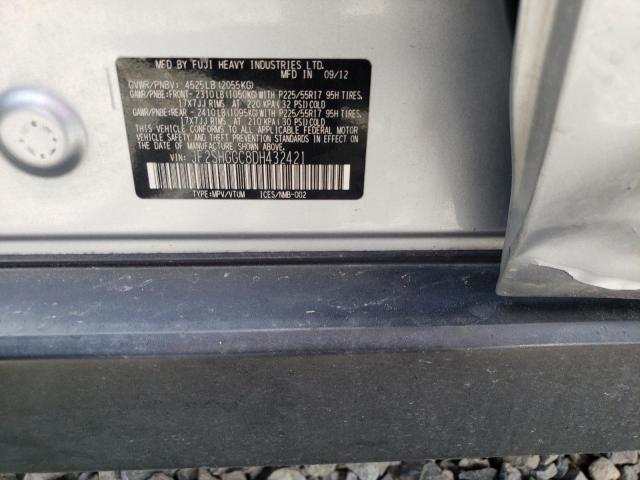 MFD BY FUJI HEAVY INDUSTRIES LTD.
MFD.IN 09/12
GVWR/PNBV: 4525LB(2055KG)
GAWR/PNBE:FRONT- 2310LB(1050KG)WITH P225/55R17 95H TIRES,
17X7JJ RIMS, AT 220 KPA(32 PSI)COLD
GAWR/PNBE:REAR - 2410LB(1095KG)WITH P225/55R17 95H TIRES,
17X7JJ RIMS, AT 210 KPA(30 PSI)COLD
THIS VEHICLE CONFORMS TO ALL APPLICABLE FEDERAL MOTOR
VEHICLE SAFETY AND THEFT PREVENTION STANDARDS IN EFFECT ON
THE DATE OF MANUFACTURE SHOWN ABOVE.
VIN: JF2SHGGC8DH432421
TYPE:MPV/VTUM ICES/NMB-002